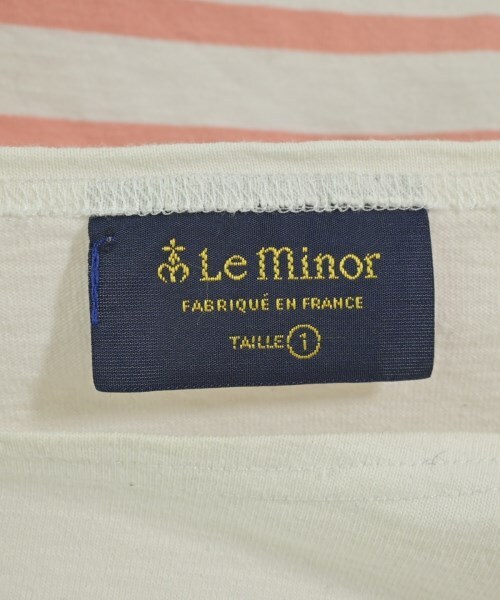 Le Minor
FABRIQUÉ EN FRANCE
TAILLE 1